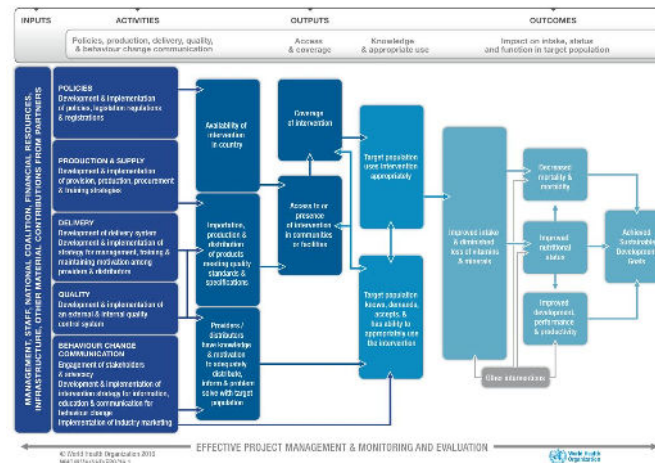 INPUTS
ACTIVITIES
OUTPUTS
OUTCOMES
Policies, production, delivery, quality,
& behaviour change communication
Access
& coverage
Knowledge
& appropriate use
Impact on intake, status
and function in target population
MANAGEMENT, STAFF, NATIONAL COALITION, FINANCIAL RESOURCES,
INFRASTRUCTURE, OTHER MATERIAL CONTRIBUTIONS FROM PARTNERS
POLICIES
Development & implementation
of policies, legislation regulations
& registrations
PRODUCTION & SUPPLY
Development & implementation
of provision, production, procurement
& training strategies
DELIVERY
Development of delivery system
Development & implementation of
strategy for management, training &
maintaining motivation among
providers & distributors
QUALITY
Development & implementation of
an external & internal quality
control system
BEHAVIOUR CHANGE
COMMUNICATION
Engagement of stakeholders
& advocacy
Development & implementation of
intervention strategy for information,
education & communication for
behaviour change
Implementation of industry marketing
Availability of
intervention
in country
Importation,
production &
distribution
of products
meeting quality
standards &
specifications
Providers /
distributors
have knowledge
& motivation
to adequately
distribute,
inform & problem
solve with target
population
Coverage
of intervention
Access to or
presence
of intervention
in communities
or facilities
Target population
uses intervention
appropriately
Target population
knows, demands,
accepts, &
has ability to
appropriately use
the intervention
Improved intake
& diminished
loss of vitamins
& minerals
Decreased
mortality &
morbidity
Improved
nutritional
status
Improved
development,
performance
& productivity
Achieved
Sustainable
Development
Goals
Other interventions
EFFECTIVE PROJECT MANAGEMENT & MONITORING AND EVALUATION
© World Health Organization
World Health
Organization